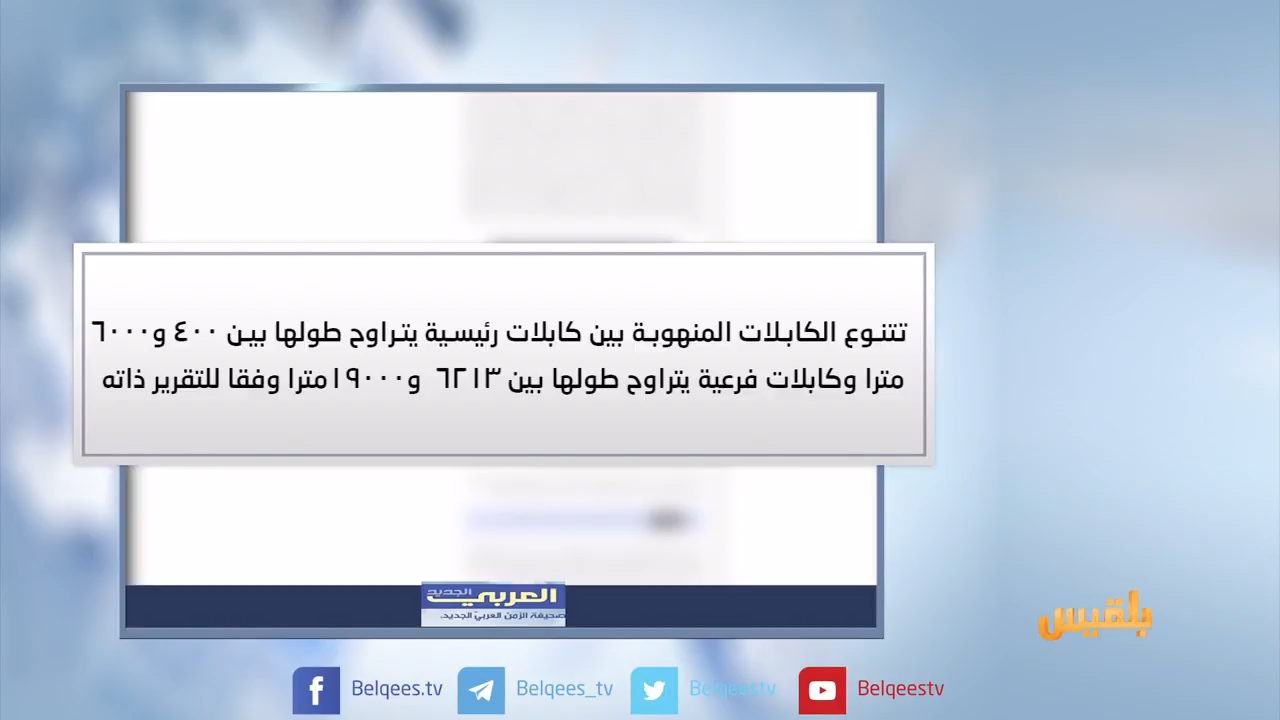 تتنوع الكابلات المنهوبة بين كابلات رئيسية يتراوح طولها بين ٤٠٠ و٦٠٠٠
مترا وكابلات فرعية يتراوح طولها بين ٦٢١٣ و١٩٠٠٠مترا وفقا للتقرير ذاته
العربي الجديد
صحيفة الزمن العربيّ الجديد.
بلقيس
Belqees.tv
Belqees_tv
Belqeestv
Belqeestv